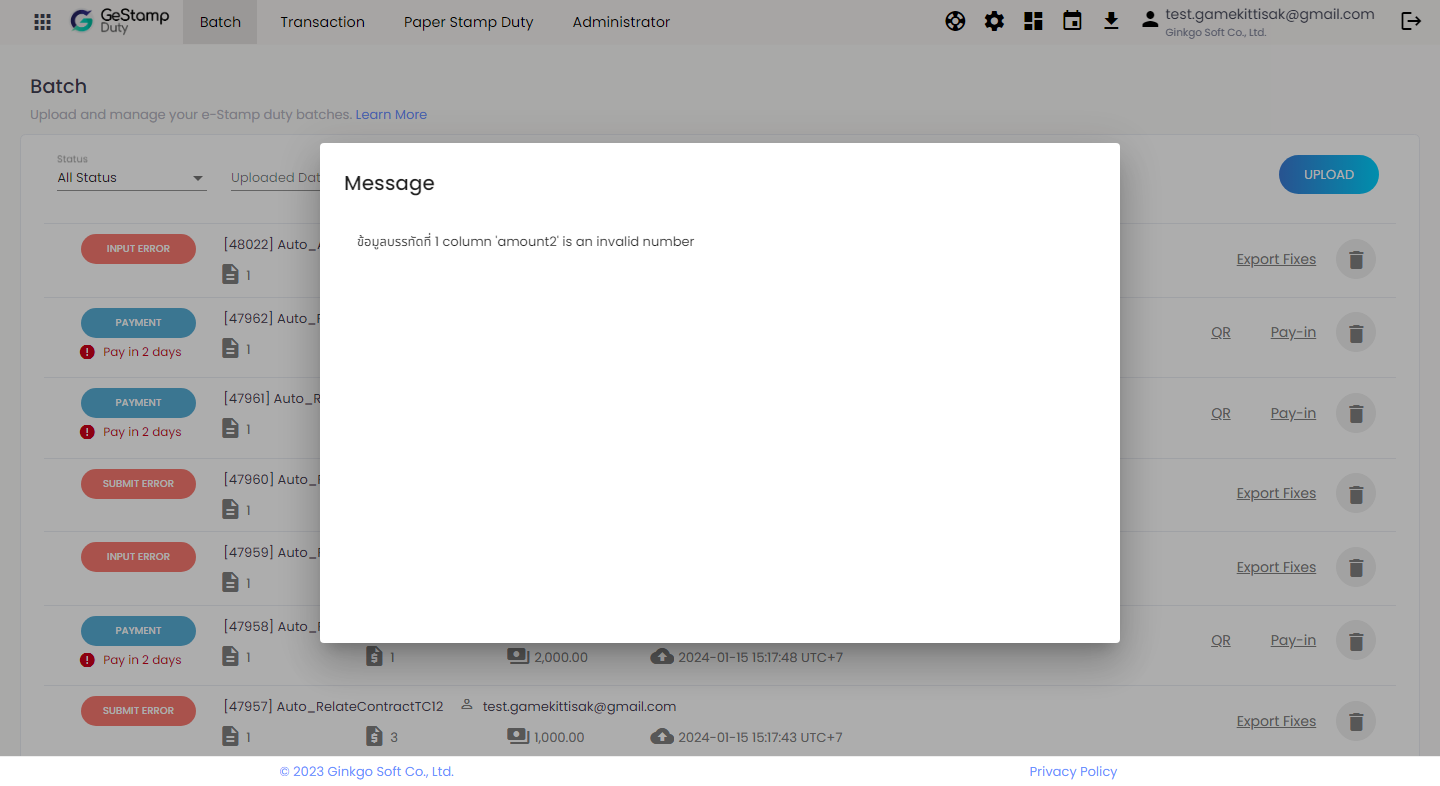 GeStamp
Duty
Batch
Transaction
Paper Stamp Duty
Administrator
test.gamekittisak@gmail.com
Ginkgo Soft Co., Ltd.
Batch
Upload and manage your e-Stamp duty batches. Learn More
Status
All Status
Uploaded Dat
UPLOAD
Message
ข้อมูลบรรทัดที่ 1 column 'amount2' is an invalid number
INPUT ERROR
[48022] Auto_
1
Export Fixes
PAYMENT
[47962] Auto_
Pay in 2 days
1
QR
Pay-in
PAYMENT
[47961] Auto_
Pay in 2 days
1
QR
Pay-in
SUBMIT ERROR
[47960] Auto_
1
Export Fixes
INPUT ERROR
[47959] Auto_
1
Export Fixes
PAYMENT
[47958] Auto_
Pay in 2 days
1
1
2,000.00
2024-01-15 15:17:48 UTC+7
QR
Pay-in
SUBMIT ERROR
[47957] Auto_RelateContractTC12
test.gamekittisak@gmail.com
1
3
1,000.00
2024-01-15 15:17:43 UTC+7
Export Fixes
© 2023 Ginkgo Soft Co., Ltd.
Privacy Policy